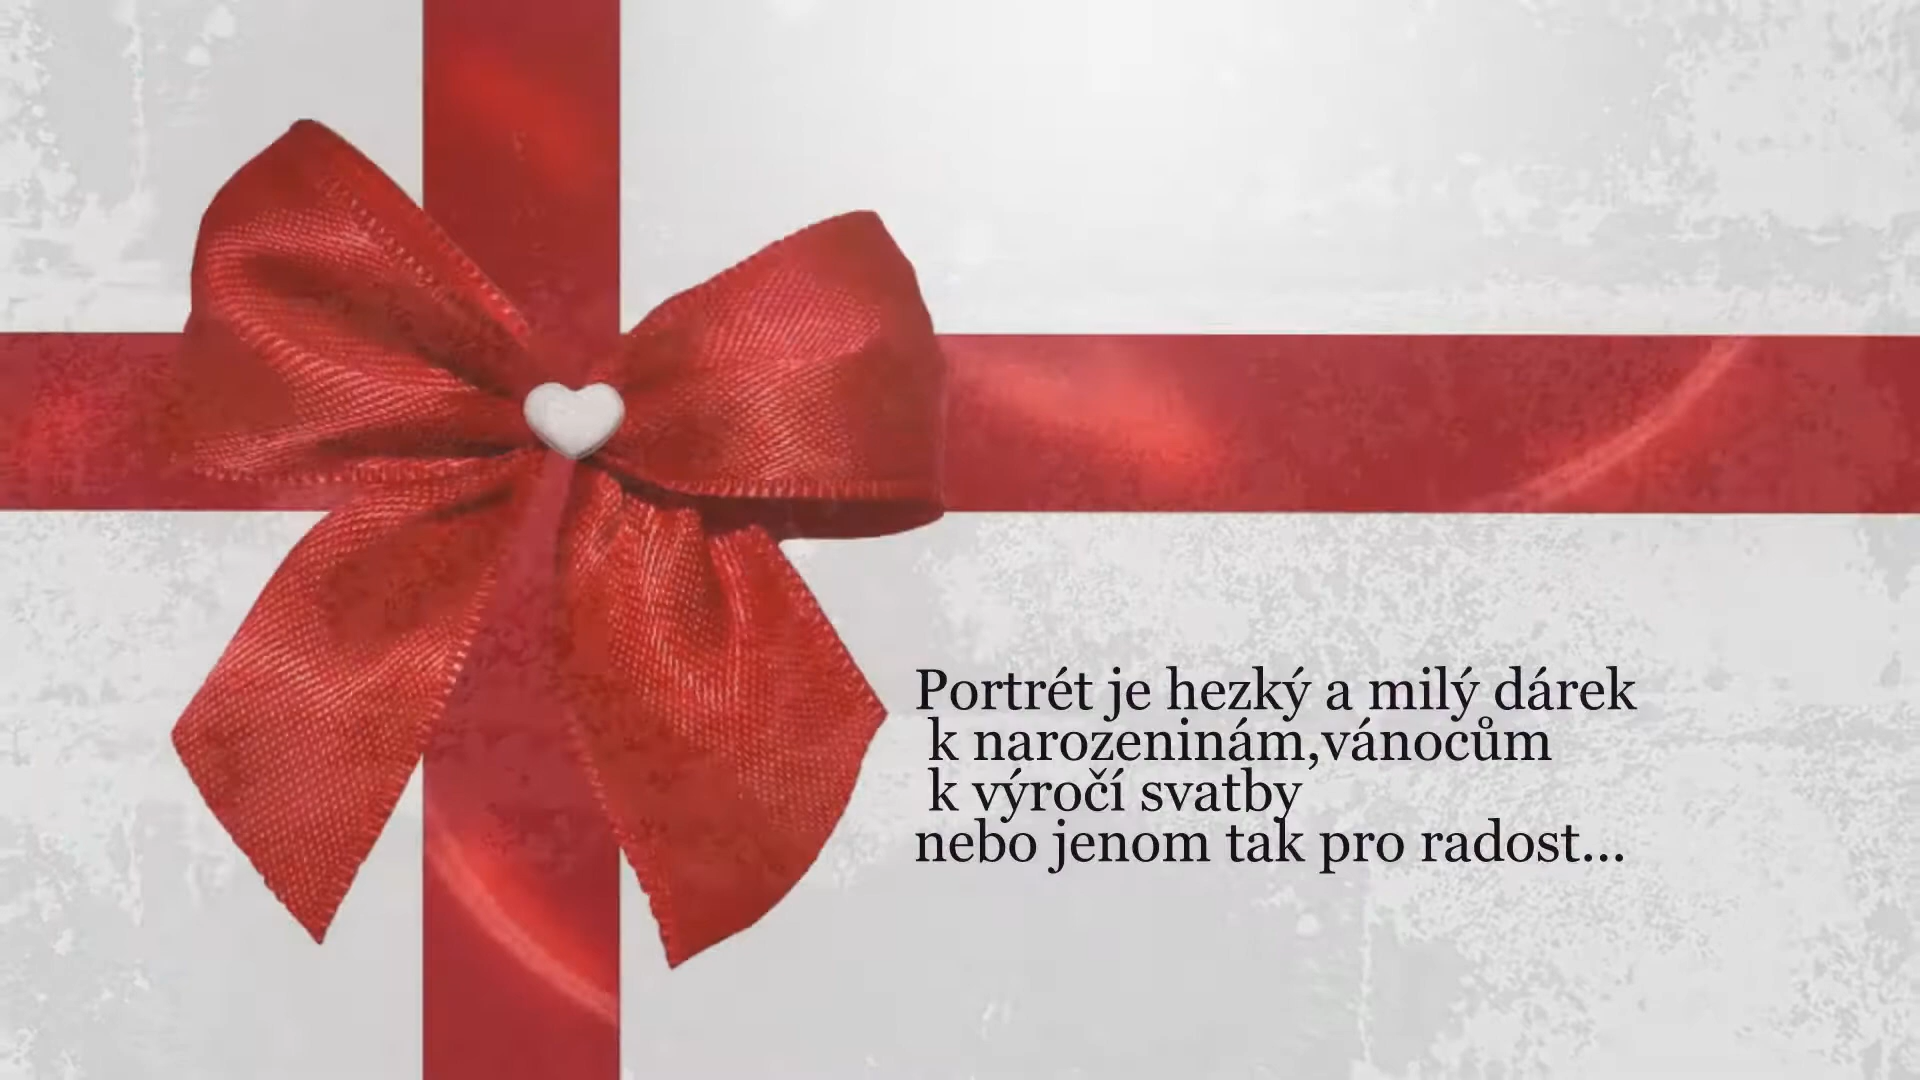 Portrét je hezký a milý dárek
k narozeninám,vánocům
k výročí svatby
nebo jenom tak pro radost...